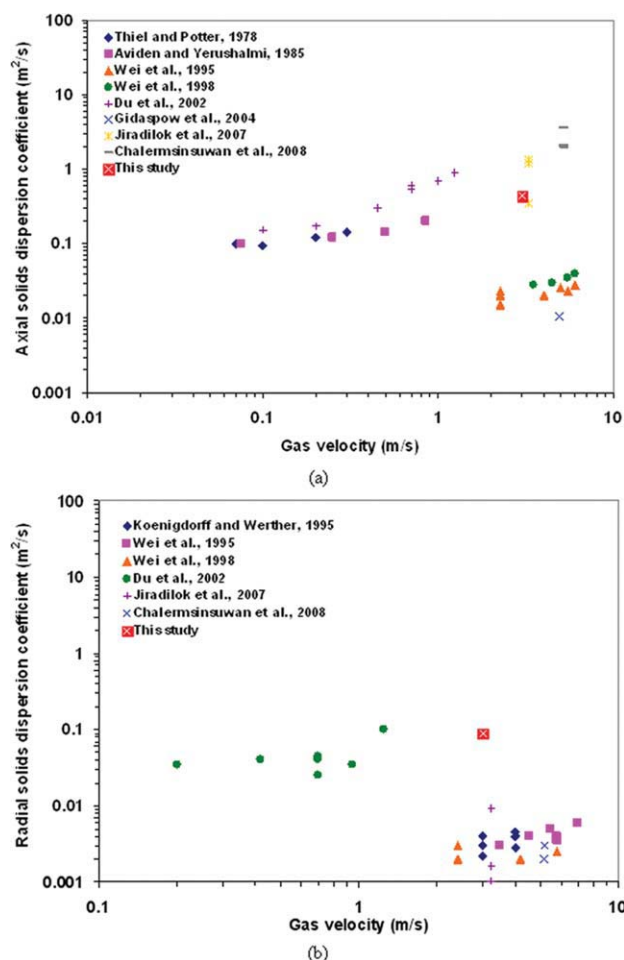 (a)
100
10
1
0.1
0.01
0.001
Axial solids dispersion coefficient (m²/s)
Thiel and Potter, 1978
Aviden and Yerushalmi, 1985
Wei et al., 1995
Wei et al., 1998
Du et al., 2002
Gidaspow et al., 2004
Jiradilok et al., 2007
Chalermsinsuwan et al., 2008
This study
0.01 0.1 1 10
Gas velocity (m/s)
(a)
100
10
1
0.1
0.01
0.001
Radial solids dispersion coefficient (m²/s)
Koenigdorff and Werther, 1995
Wei et al., 1995
Wei et al., 1998
Du et al., 2002
Jiradilok et al., 2007
Chalermsinsuwan et al., 2008
This study
0.1 1 10
Gas velocity (m/s)
(b)